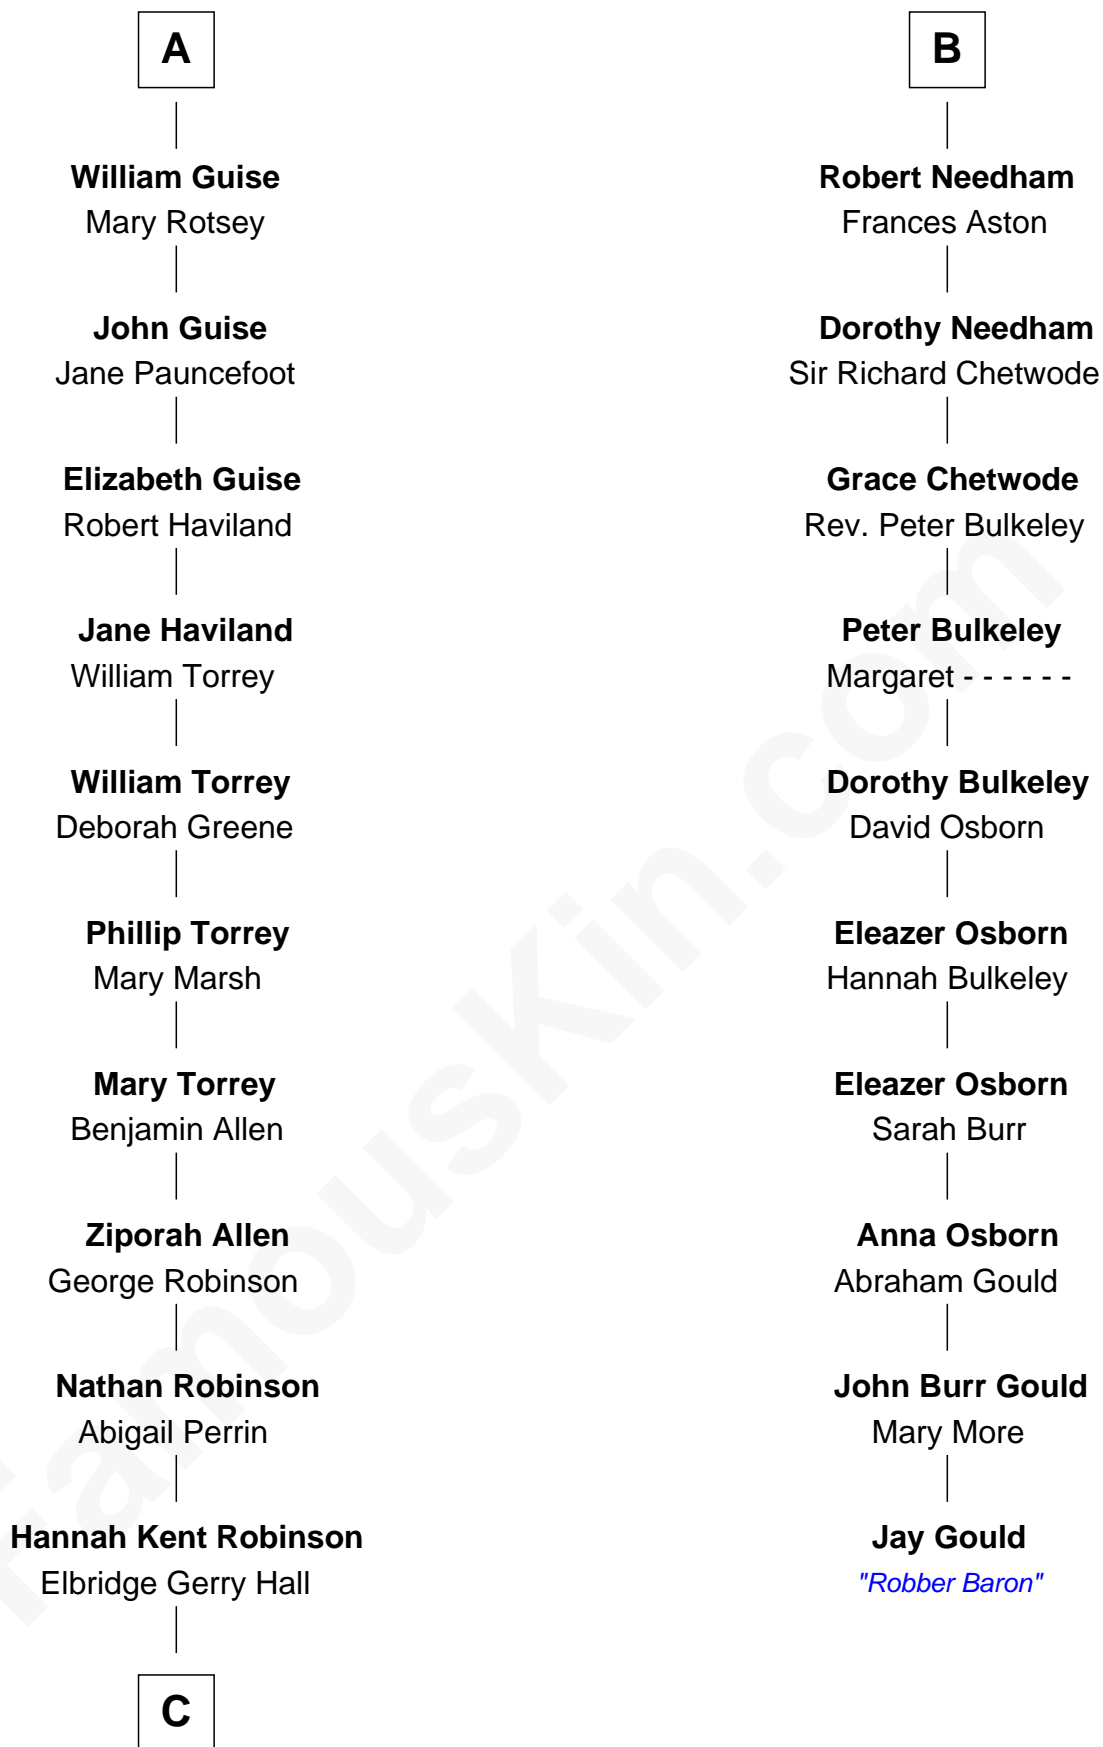 A
William Guise
Mary Rotsey
John Guise
Jane Pauncefoot
Elizabeth Guise
Robert Haviland
Jane Haviland
William Torrey
William Torrey
Deborah Greene
Phillip Torrey
Mary Marsh
Mary Torrey
Benjamin Allen
Ziporah Allen
George Robinson
Nathan Robinson
Abigail Perrin
Hannah Kent Robinson
Elbridge Gerry Hall
C
B
Robert Needham
Frances Aston
Dorothy Needham
Sir Richard Chetwode
Grace Chetwode
Rev. Peter Bulkeley
Peter Bulkeley
Margaret - - - - - -
Dorothy Bulkeley
David Osborn
Eleazer Osborn
Hannah Bulkeley
Eleazer Osborn
Sarah Burr
Anna Osborn
Abraham Gould
John Burr Gould
Mary More
Jay Gould
"Robber Baron"
FamousKin.com